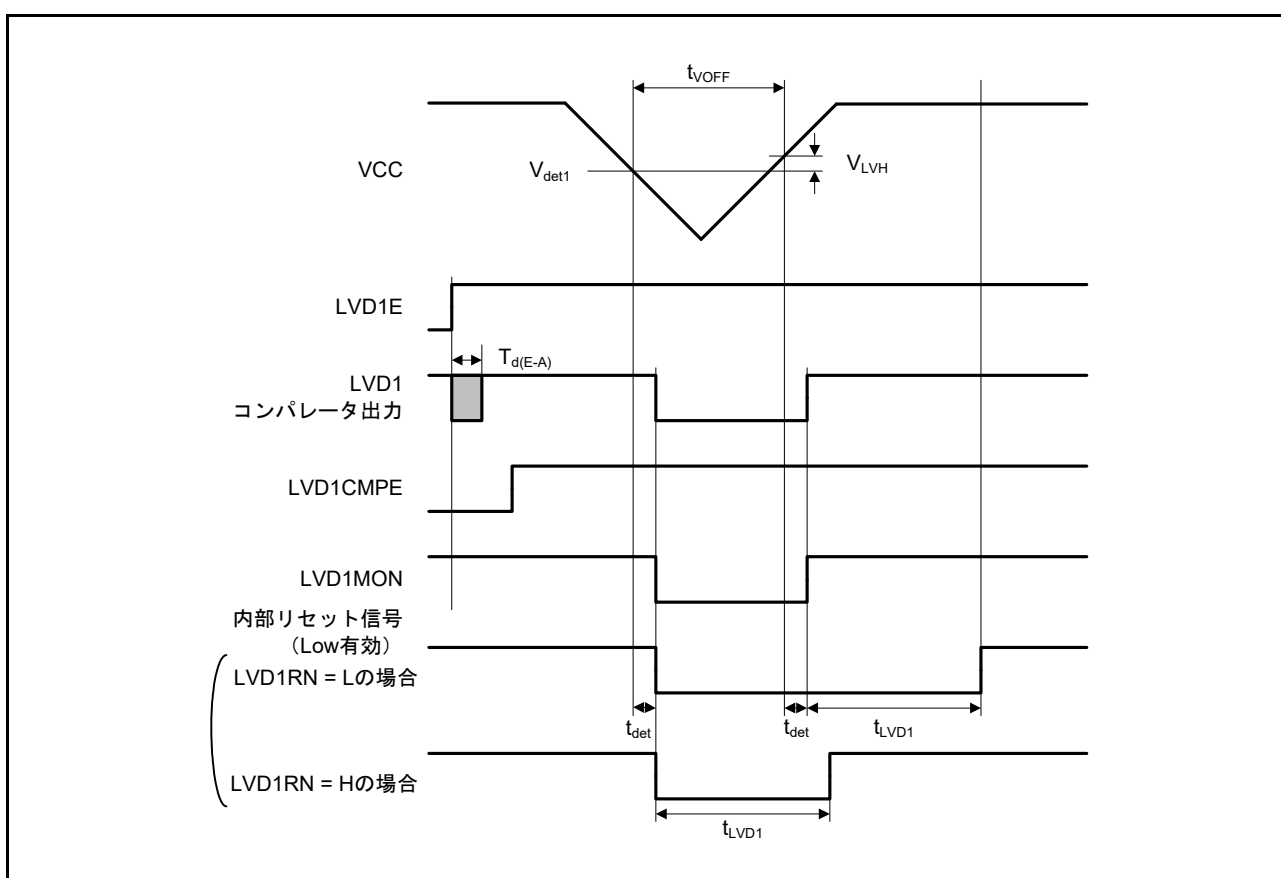 tVOFF
VCC
Vdet1
VLVH
LVD1E
Td(E-A)
LVD1
コンパレータ出力
LVD1CMPE
LVD1MON
内部リセット信号
（Low有効）
LVD1RN = Lの場合
tdet
tdet
tLVD1
LVD1RN = Hの場合
tLVD1